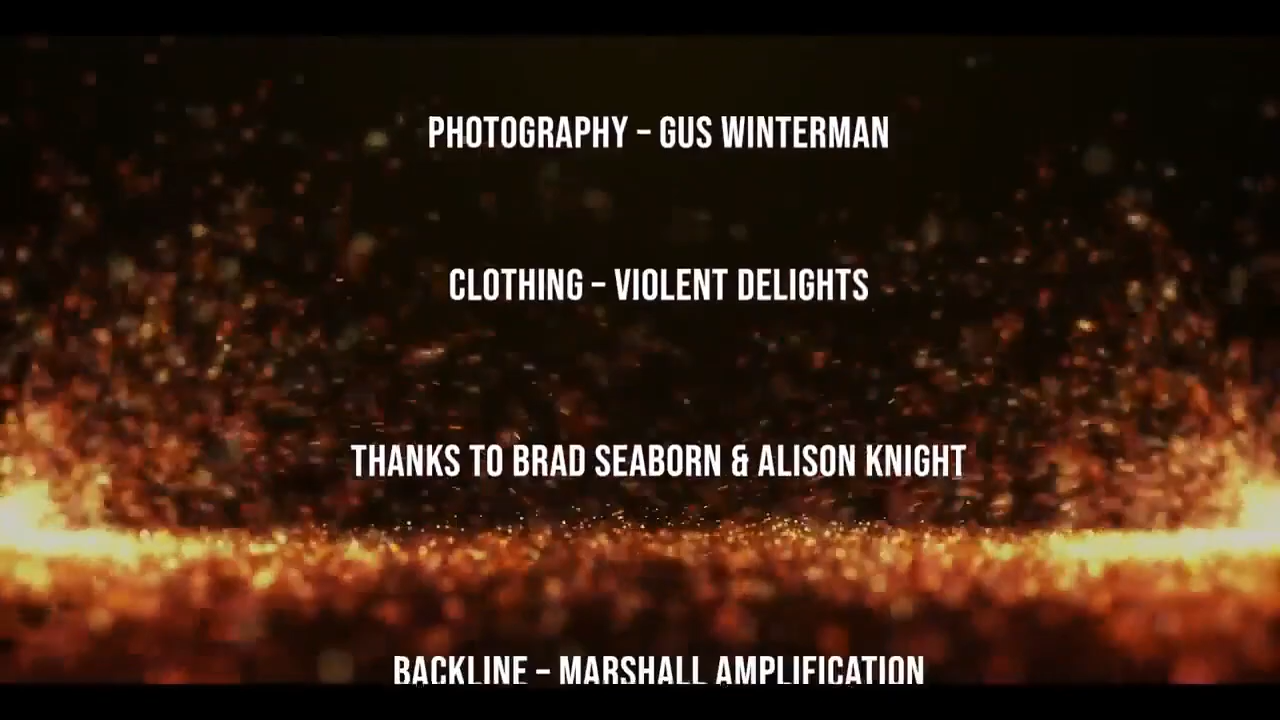 PHOTOGRAPHY – GUS WINTERMAN
CLOTHING – VIOLENT DELIGHTS
THANKS TO BRAD SEABORN & ALISON KNIGHT
BACKLINE – MARSHALL AMPLIFICATION